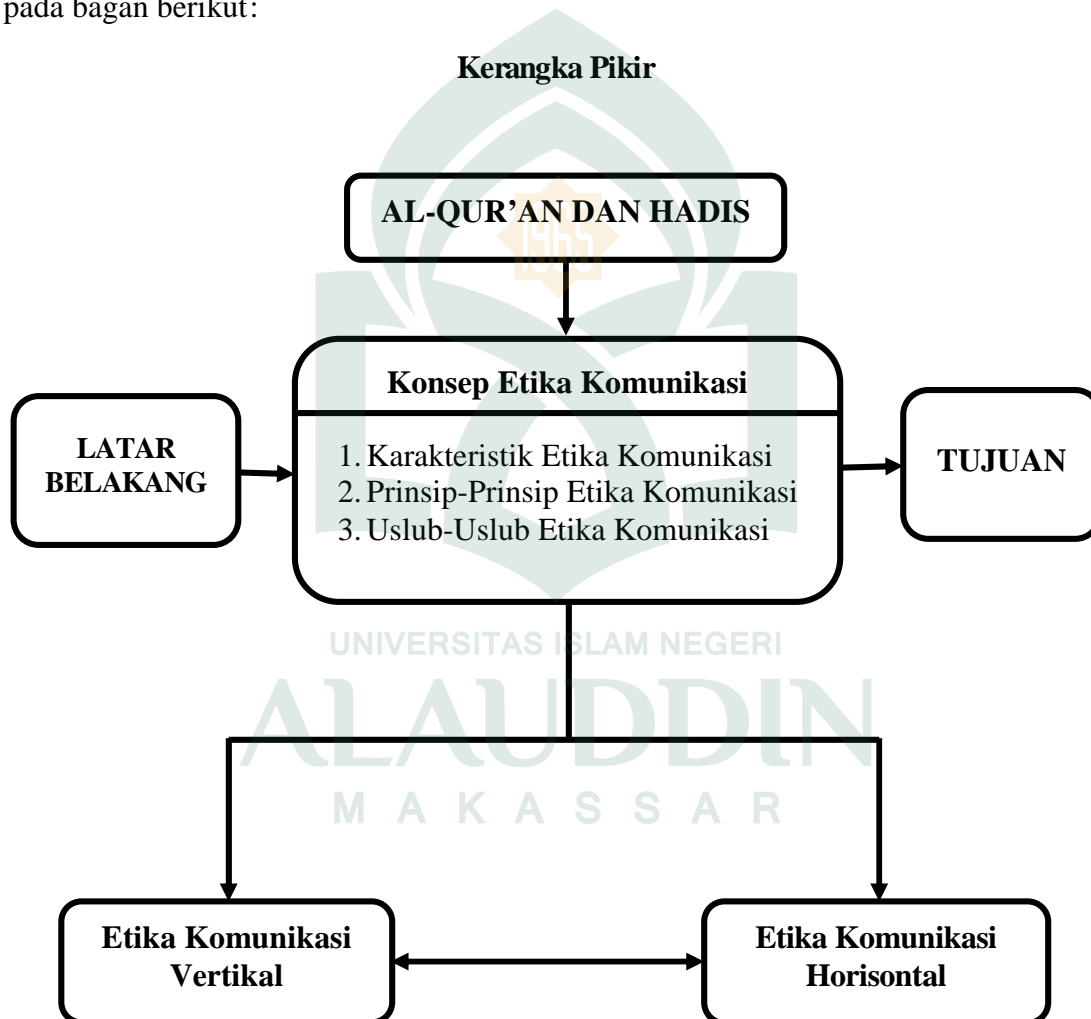 pada bagan berikut:
Kerangka Pikir
AL-QUR’AN DAN HADIS
1965
Konsep Etika Komunikasi
LATAR
BELAKANG
1. Karakteristik Etika Komunikasi
2. Prinsip-Prinsip Etika Komunikasi
3. Uslub-Uslub Etika Komunikasi
TUJUAN
UNIVERSITAS ISLAM NEGERI
ALAUDDIN
MAKASSAR
Etika Komunikasi
Vertikal
Etika Komunikasi
Horisontal